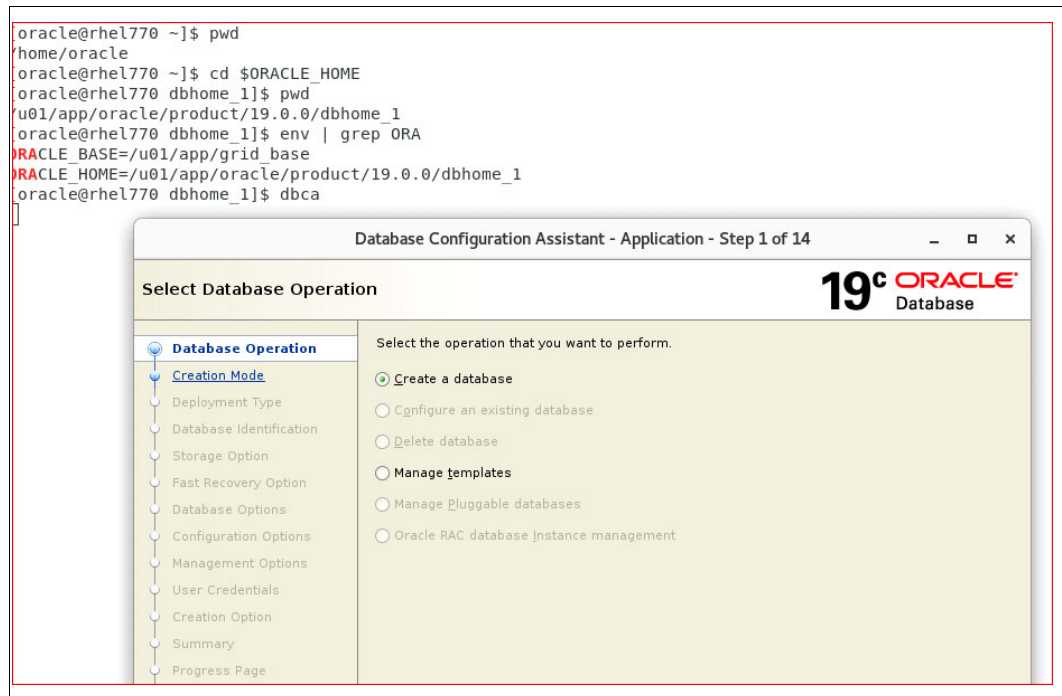 [oracle@rhel770 ~]$ pwd
/home/oracle
[oracle@rhel770 ~]$ cd $ORACLE_HOME
[oracle@rhel770 dbhome_1]$ pwd
/u01/app/oracle/product/19.0.0/dbhome_1
[oracle@rhel770 dbhome_1]$ env | grep ORA
ORACLE_BASE=/u01/app/grid_base
ORACLE_HOME=/u01/app/oracle/product/19.0.0/dbhome_1
[oracle@rhel770 dbhome_1]$ dbca
Database Configuration Assistant - Application - Step 1 of 14
Select Database Operation
19c ORACLE
Database
Database Operation
Creation Mode
Deployment Type
Database Identification
Storage Option
Fast Recovery Option
Database Options
Configuration Options
Management Options
User Credentials
Creation Option
Summary
Progress Page
Select the operation that you want to perform.
Create a database
Configure an existing database
Delete database
Manage templates
Manage Pluggable databases
Oracle RAC database Instance management